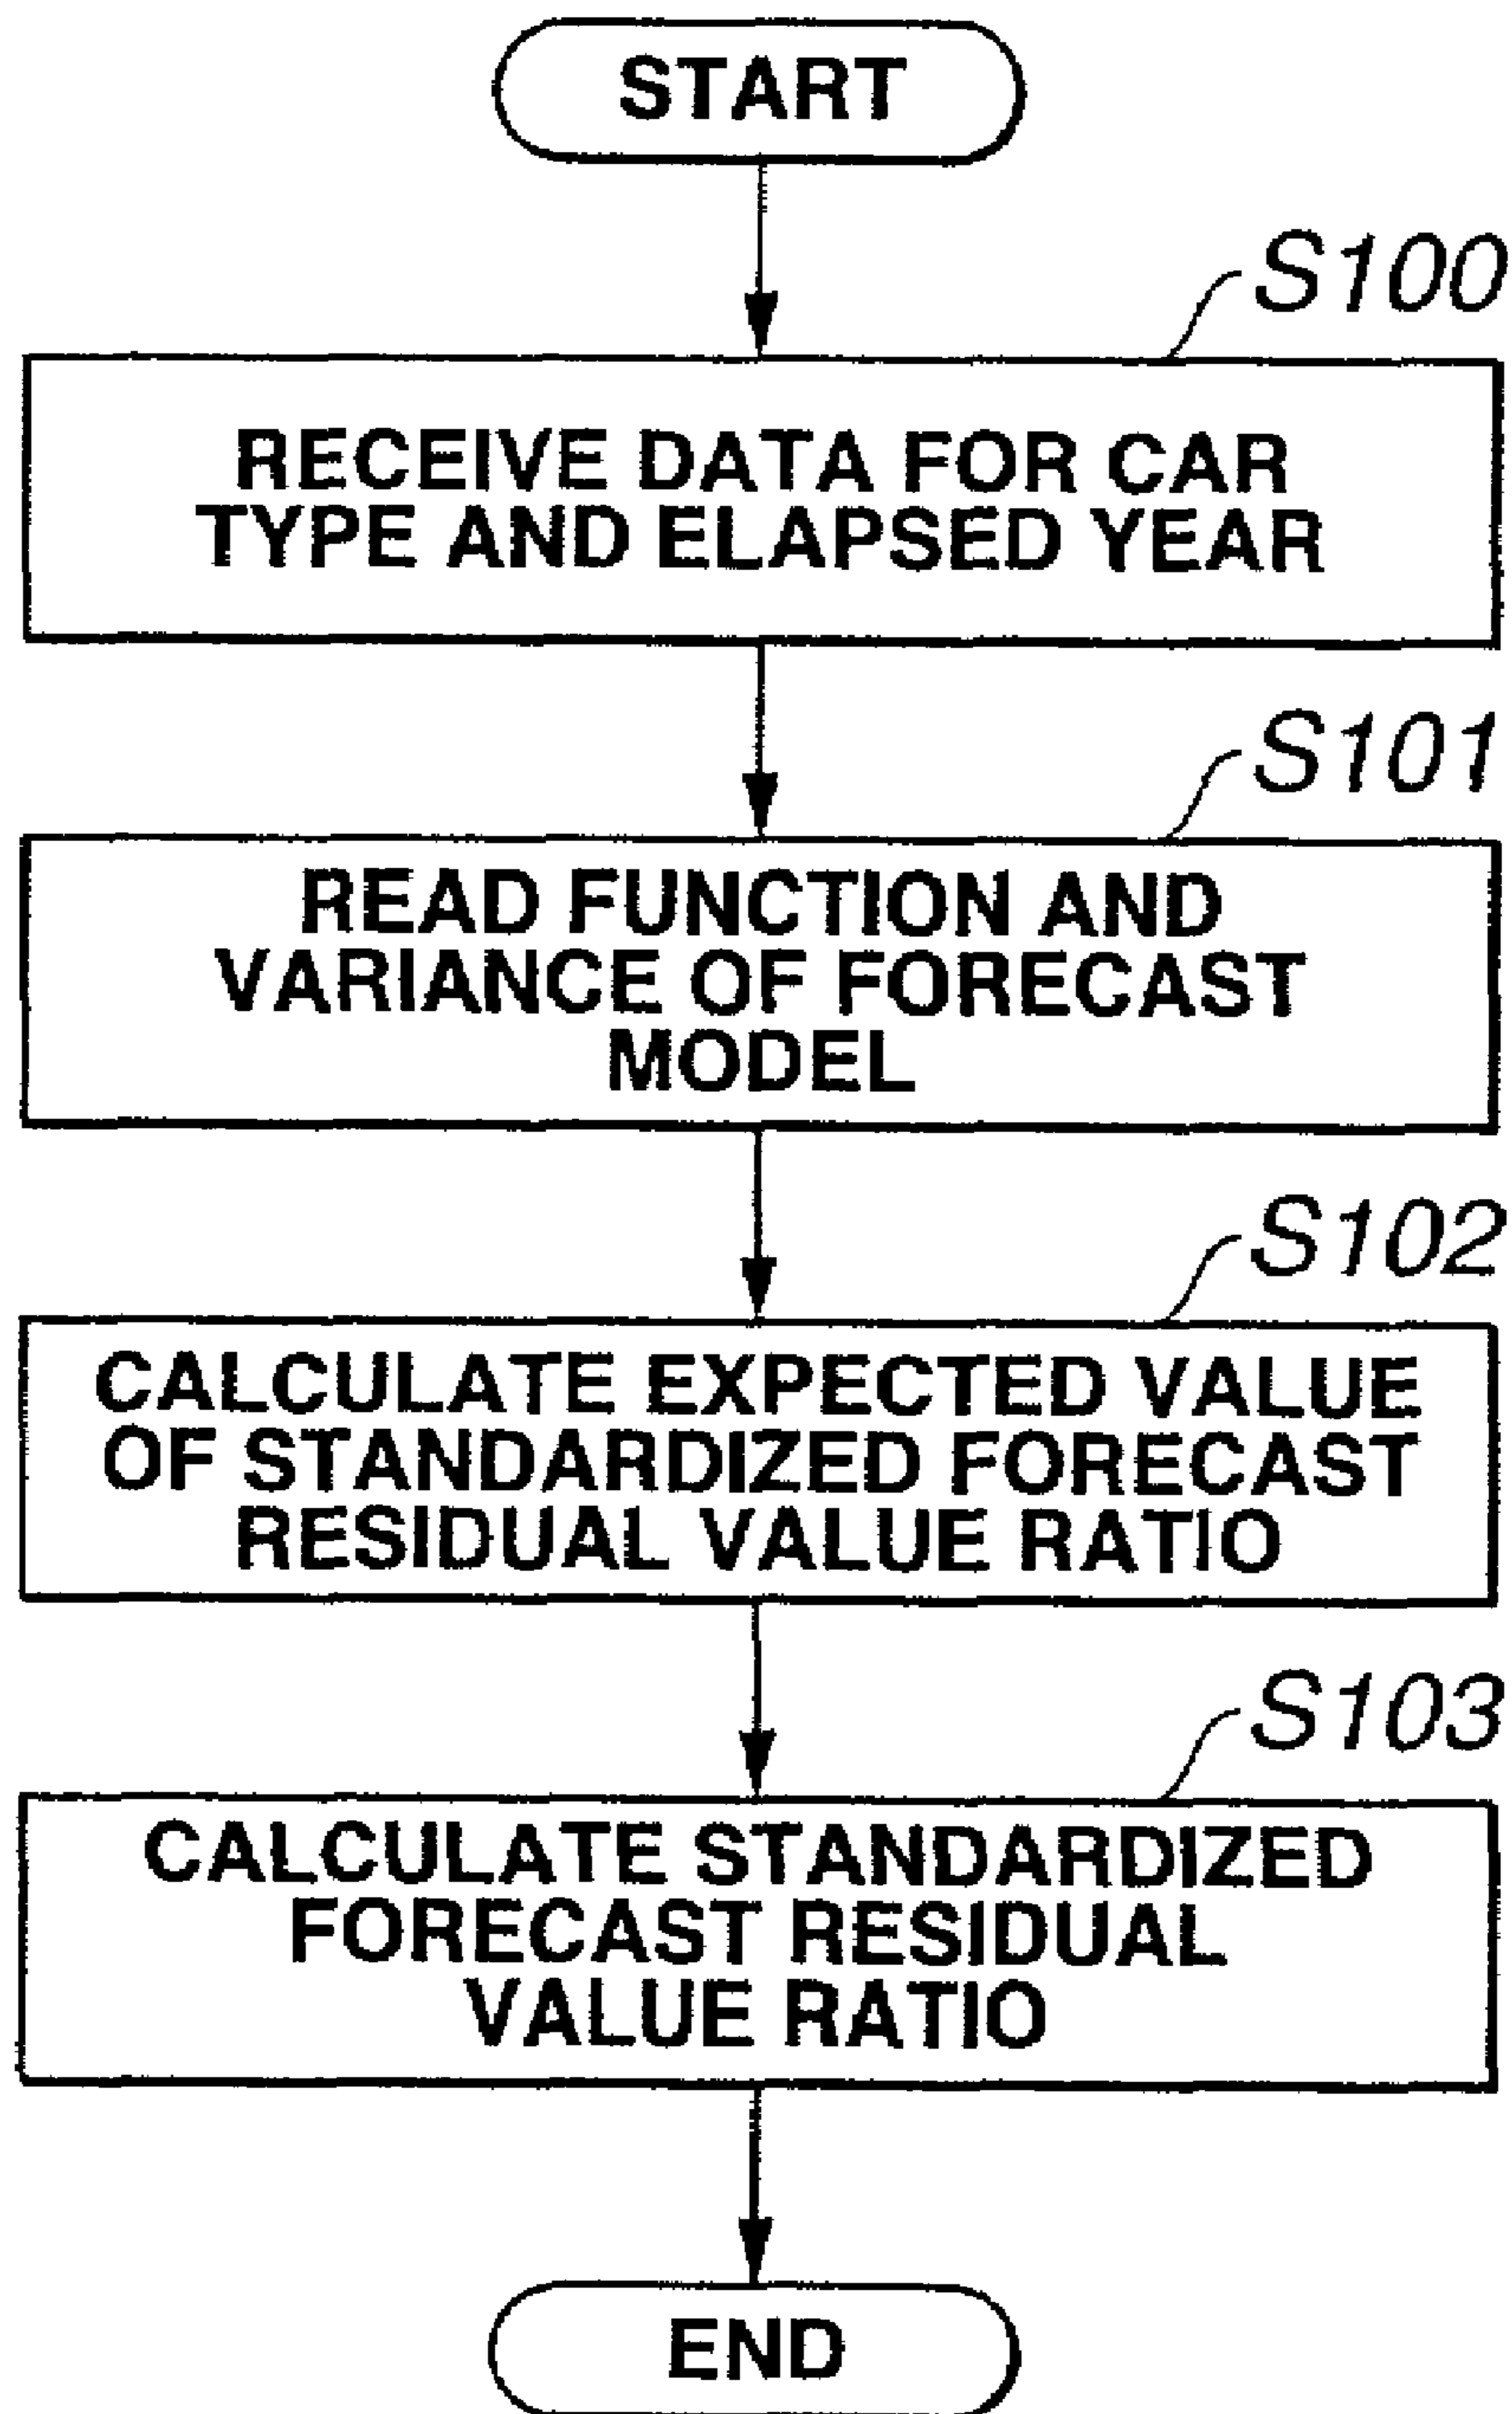 START
S100
RECEIVE DATA FOR CAR
TYPE AND ELAPSED YEAR
S101
READ FUNCTION AND
VARIANCE OF FORECAST
MODEL
S102
CALCULATE EXPECTED VALUE
OF STANDARDIZED FORECAST
RESIDUAL VALUE RATIO
S103
CALCULATE STANDARDIZED
FORECAST RESIDUAL
VALUE RATIO
END